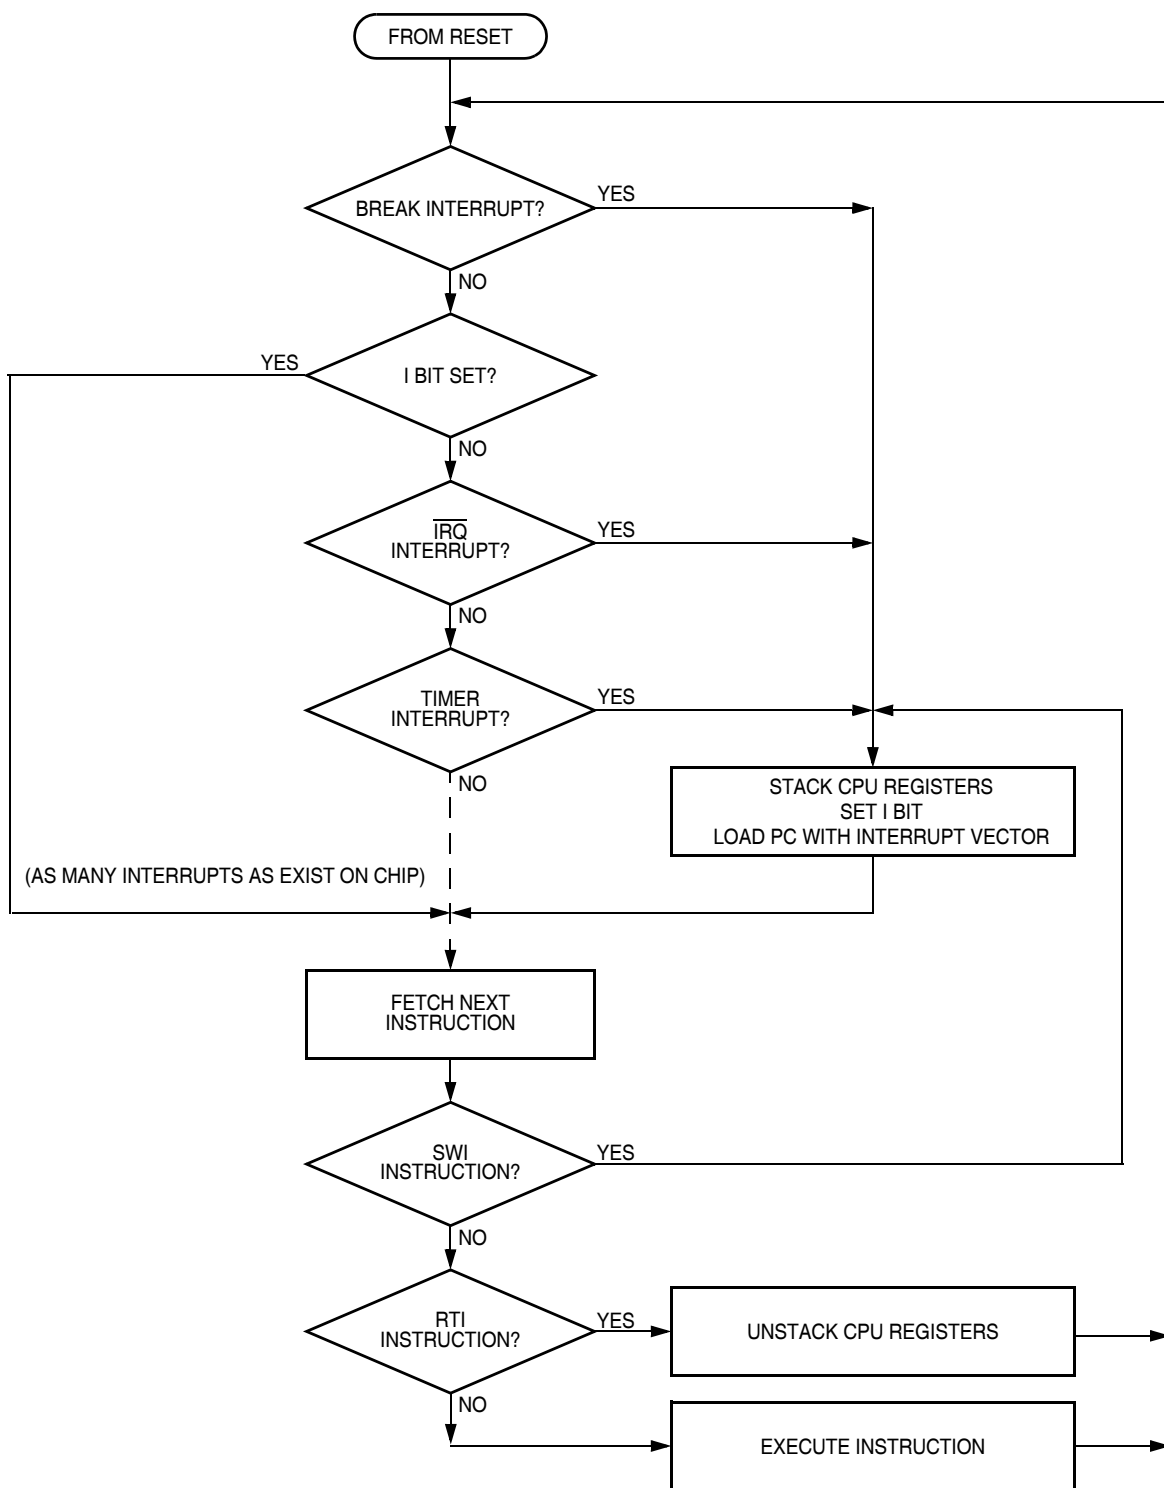 FROM RESET
BREAK INTERRUPT?
YES
NO
YES
I BIT SET?
NO
IRQ
INTERRUPT?
YES
NO
TIMER
INTERRUPT?
YES
NO
STACK CPU REGISTERS
SET I BIT
LOAD PC WITH INTERRUPT VECTOR
(AS MANY INTERRUPTS AS EXIST ON CHIP)
FETCH NEXT
INSTRUCTION
SWI
INSTRUCTION?
YES
NO
RTI
INSTRUCTION?
YES
UNSTACK CPU REGISTERS
NO
EXECUTE INSTRUCTION